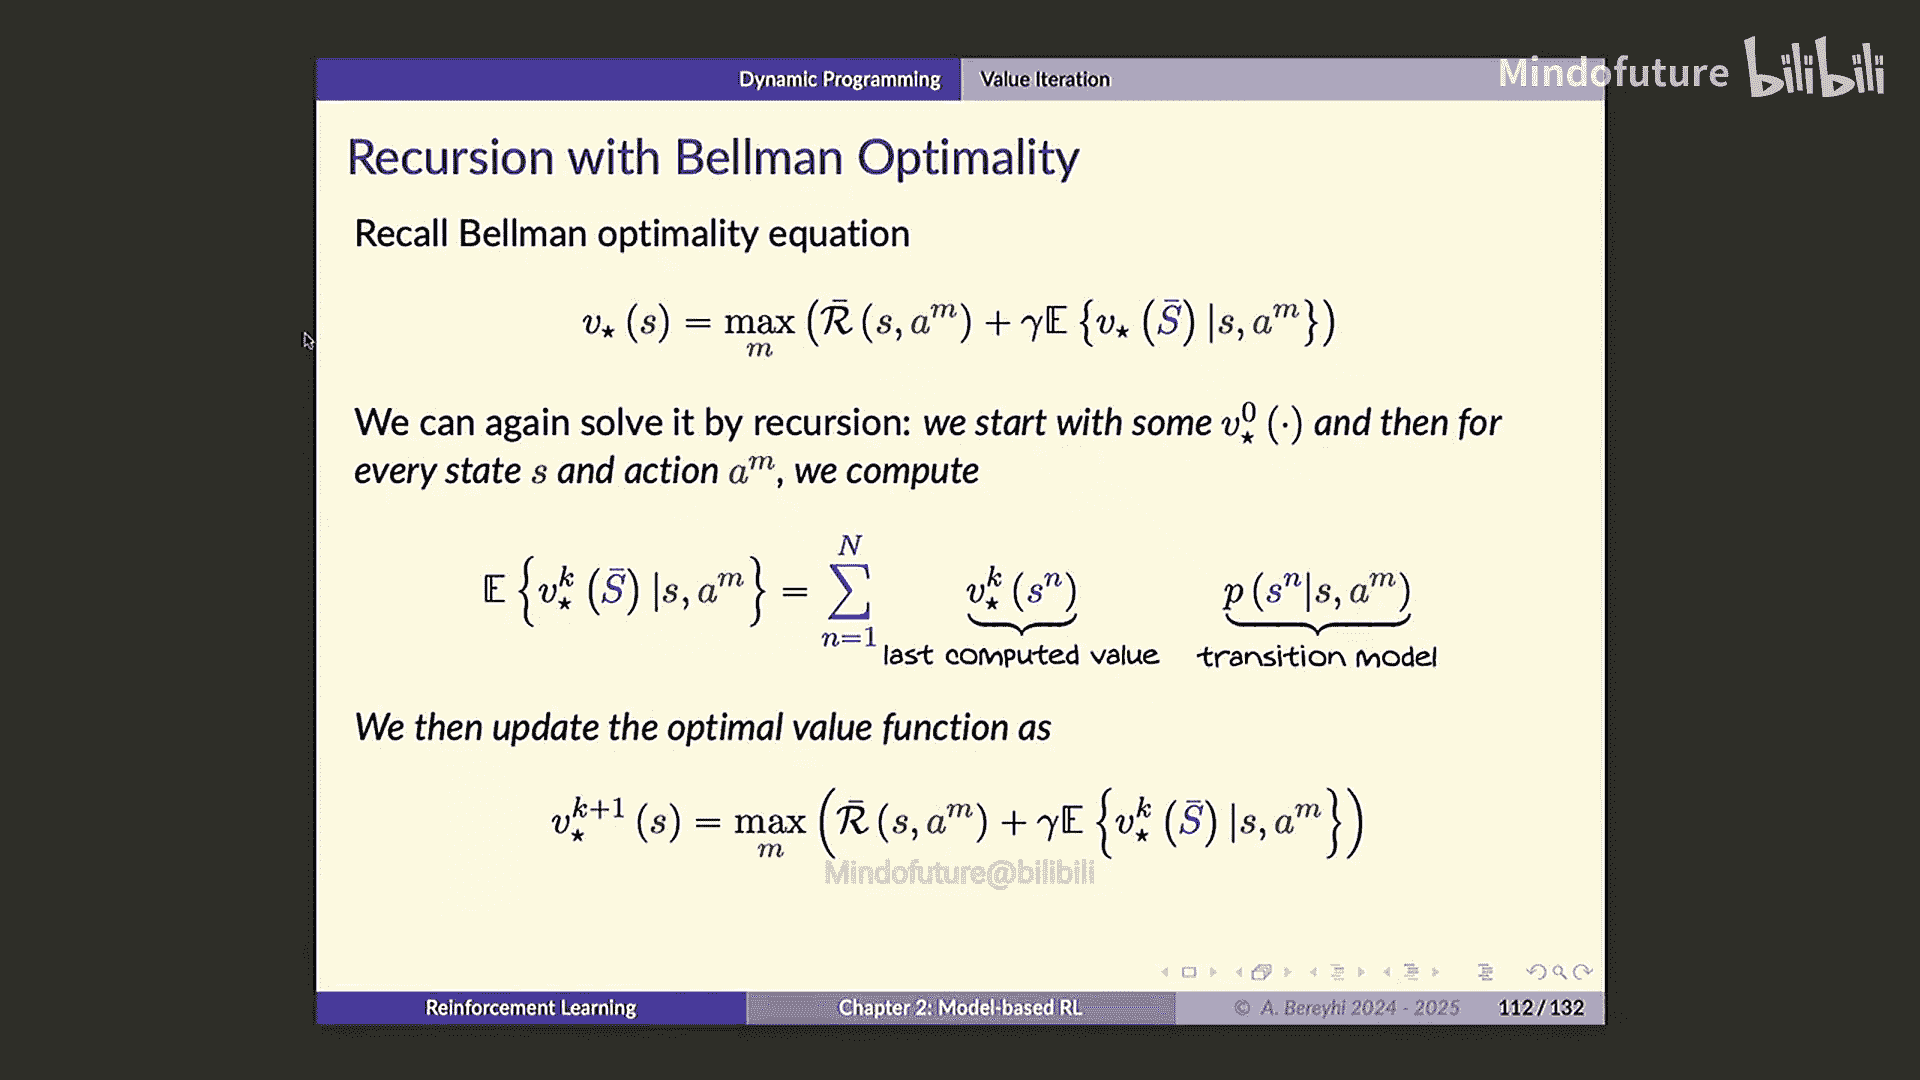 Mindofuture bilibili
Dynamic Programming Value Iteration
Recursion with Bellman Optimality
Recall Bellman optimality equation
v⋆ (s) = max_m (R̄ (s, a^m) + γ𝔼 {v⋆ (S̄) |s, a^m})
We can again solve it by recursion: we start with some v⋆^0 (·) and then for
every state s and action a^m, we compute
𝔼 {v⋆^k (S̄) |s, a^m} = ∑_{n=1}^N v⋆^k (s^n) p (s^n|s, a^m)
last computed value transition model
We then update the optimal value function as
v⋆^{k+1} (s) = max_m (R̄ (s, a^m) + γ𝔼 {v⋆^k (S̄) |s, a^m})
Mindofuture@bilibili
Reinforcement Learning Chapter 2: Model-based RL © A. Bereyhi 2024 - 2025 112 / 132